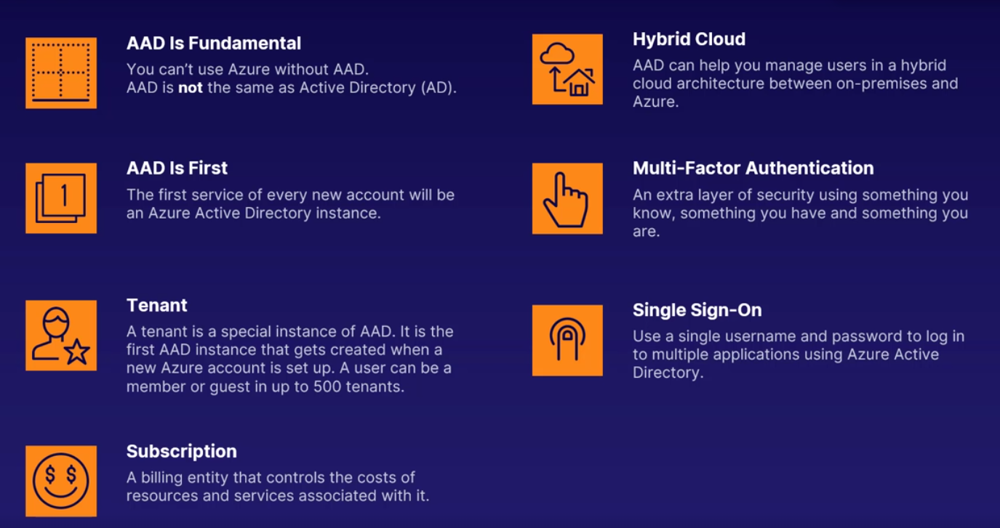 AAD Is Fundamental
You can’t use Azure without AAD.
AAD is not the same as Active Directory (AD).
AAD Is First
1
The first service of every new account will be
an Azure Active Directory instance.
Tenant
A tenant is a special instance of AAD. It is the
first AAD instance that gets created when a
new Azure account is set up. A user can be a
member or guest in up to 500 tenants.
Subscription
$ $
A billing entity that controls the costs of
resources and services associated with it.
Hybrid Cloud
AAD can help you manage users in a hybrid
cloud architecture between on-premises and
Azure.
Multi-Factor Authentication
An extra layer of security using something you
know, something you have and something you
are.
Single Sign-On
Use a single username and password to log in
to multiple applications using Azure Active
Directory.